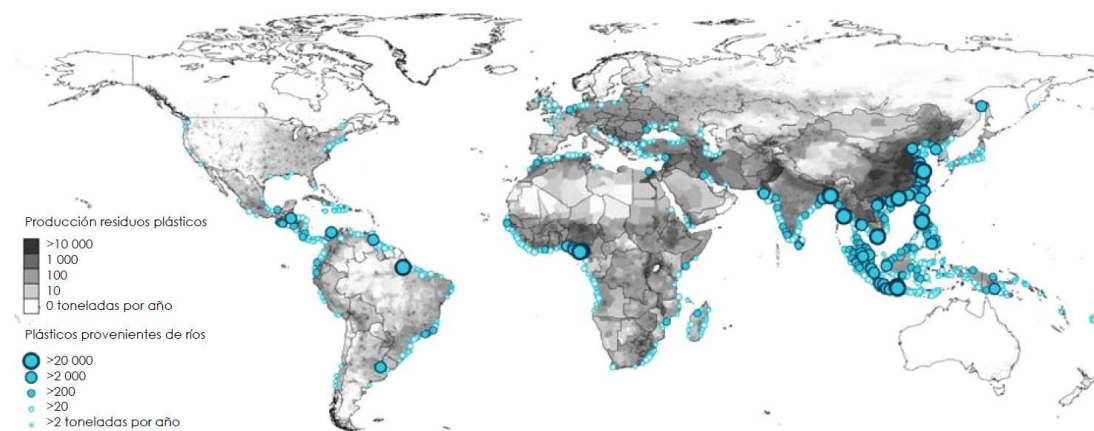 Producción residuos plásticos
>10 000
1 000
100
10
0 toneladas por año
Plásticos provenientes de ríos
>20 000
>2 000
>200
>20
>2 toneladas por año